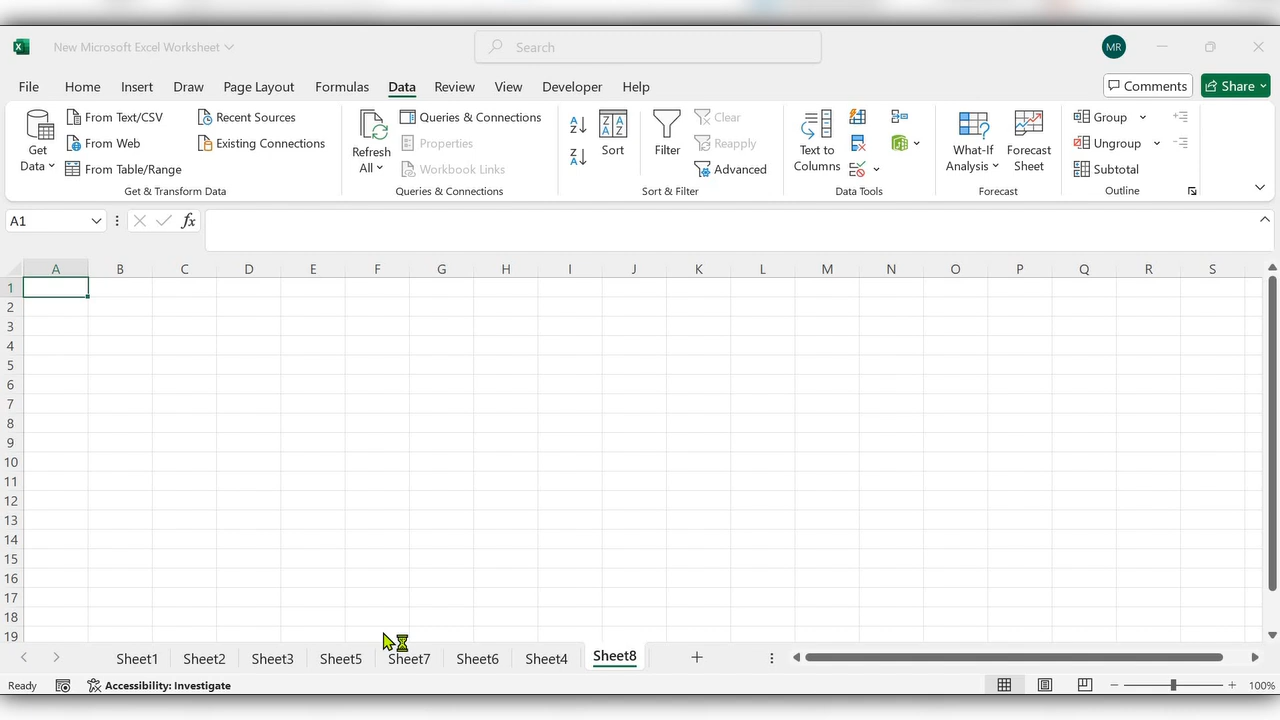 New Microsoft Excel Worksheet
Search
MR
File Home Insert Draw Page Layout Formulas Data Review View Developer Help
Comments Share
Get Data
From Text/CSV
From Web
From Table/Range
Recent Sources
Existing Connections
Get & Transform Data
Refresh All
Queries & Connections
Properties
Workbook Links
Queries & Connections
Sort
Filter
Clear
Reapply
Advanced
Sort & Filter
Text to Columns
Data Tools
What-If Analysis
Forecast Sheet
Forecast
Group
Ungroup
Subtotal
Outline
A1
fx
A B C D E F G H I J K L M N O P Q R S
1
2
3
4
5
6
7
8
9
10
11
12
13
14
15
16
17
18
19
Sheet1 Sheet2 Sheet3 Sheet5 Sheet7 Sheet6 Sheet4 Sheet8
Ready Accessibility: Investigate 100%